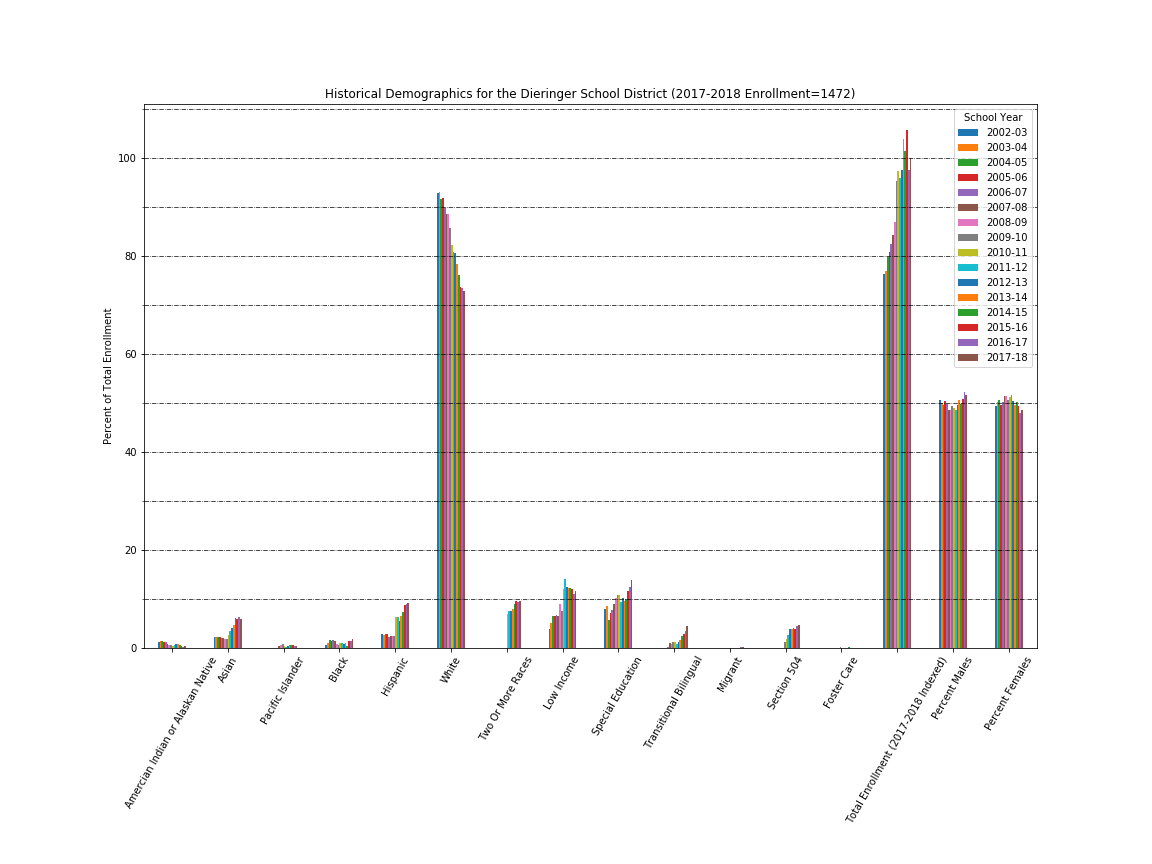 Historical Demographics for the Dieringer School District (2017-2018 Enrollment=1472)
Percent of Total Enrollment
100
80
60
40
20
0
School Year
2002-03
2003-04
2004-05
2005-06
2006-07
2007-08
2008-09
2009-10
2010-11
2011-12
2012-13
2013-14
2014-15
2015-16
2016-17
2017-18
Amercian Indian or Alaskan Native
Asian
Pacific Islander
Black
Hispanic
White
Two Or More Races
Low Income
Special Education
Transitional Bilingual
Migrant
Section 504
Foster Care
Total Enrollment (2017-2018 Indexed)
Percent Males
Percent Females